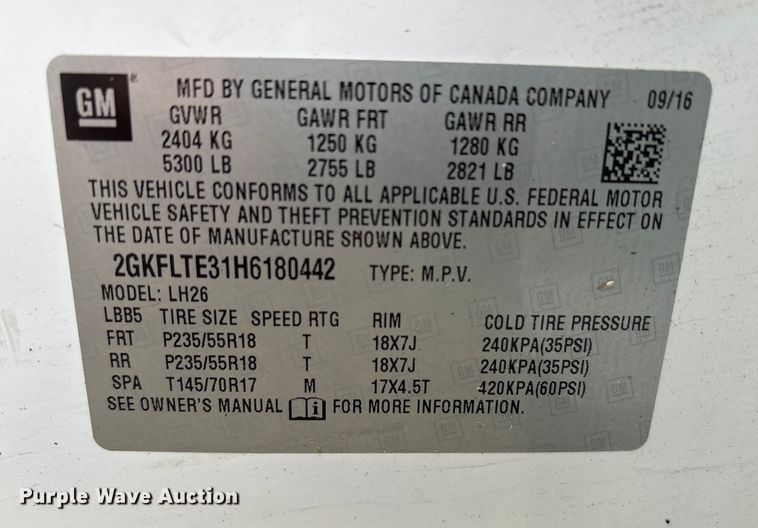 GM
®
MFD BY GENERAL MOTORS OF CANADA COMPANY 09/16
GVWR GAWR FRT GAWR RR
2404 KG 1250 KG 1280 KG
5300 LB 2755 LB 2821 LB
THIS VEHICLE CONFORMS TO ALL APPLICABLE U.S. FEDERAL MOTOR
VEHICLE SAFETY AND THEFT PREVENTION STANDARDS IN EFFECT ON
THE DATE OF MANUFACTURE SHOWN ABOVE.
2GKFLTE31H6180442 TYPE: M.P.V.
MODEL: LH26
LBB5 TIRE SIZE SPEED RTG RIM COLD TIRE PRESSURE
FRT P235/55R18 T 18X7J 240KPA(35PSI)
RR P235/55R18 T 18X7J 240KPA(35PSI)
SPA T145/70R17 M 17X4.5T 420KPA(60PSI)
SEE OWNER'S MANUAL i FOR MORE INFORMATION.
Purple Wave Auction